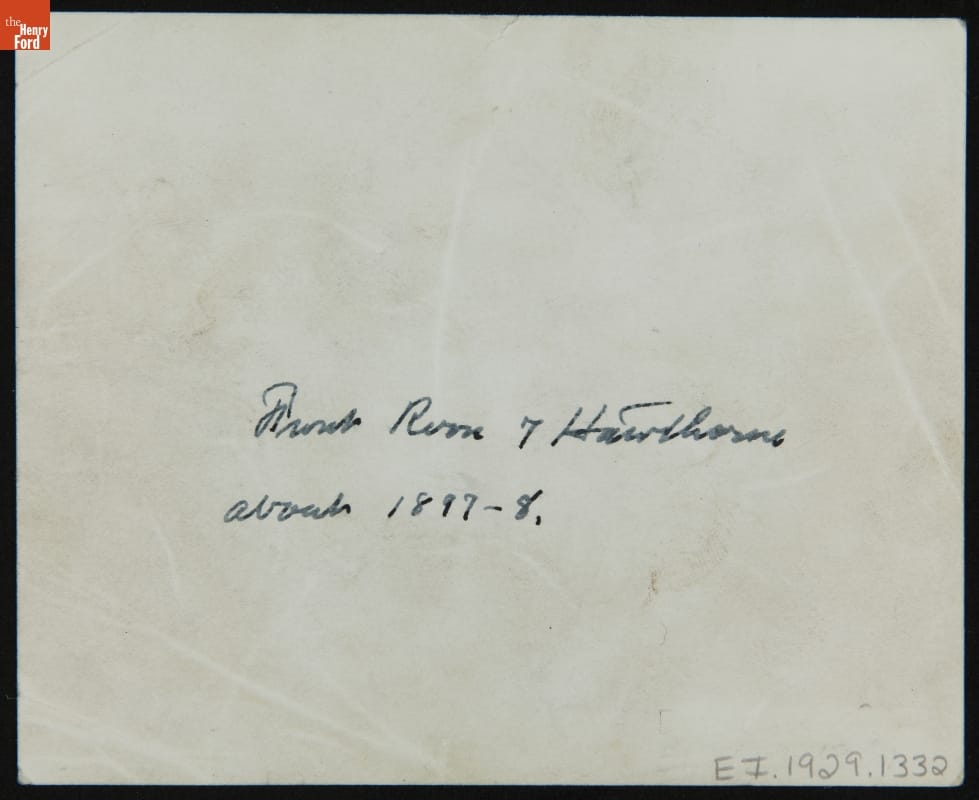 the
Henry
Ford
Front Room 7 Hawthorne
about 1897-8.
EI.1929.1332